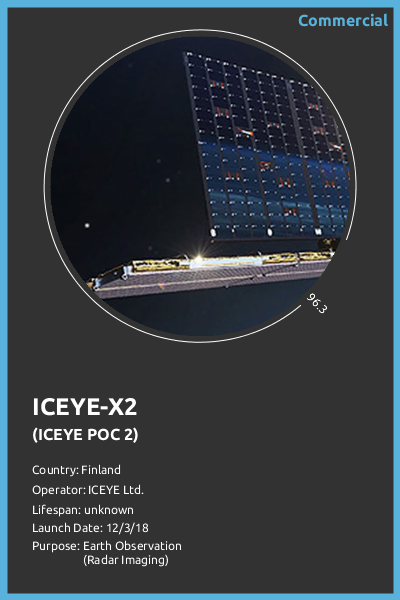 Commercial
96.3
ICEYE-X2
(ICEYE POC 2)
Country: Finland
Operator: ICEYE Ltd.
Lifespan: unknown
Launch Date: 12/3/18
Purpose: Earth Observation
(Radar Imaging)